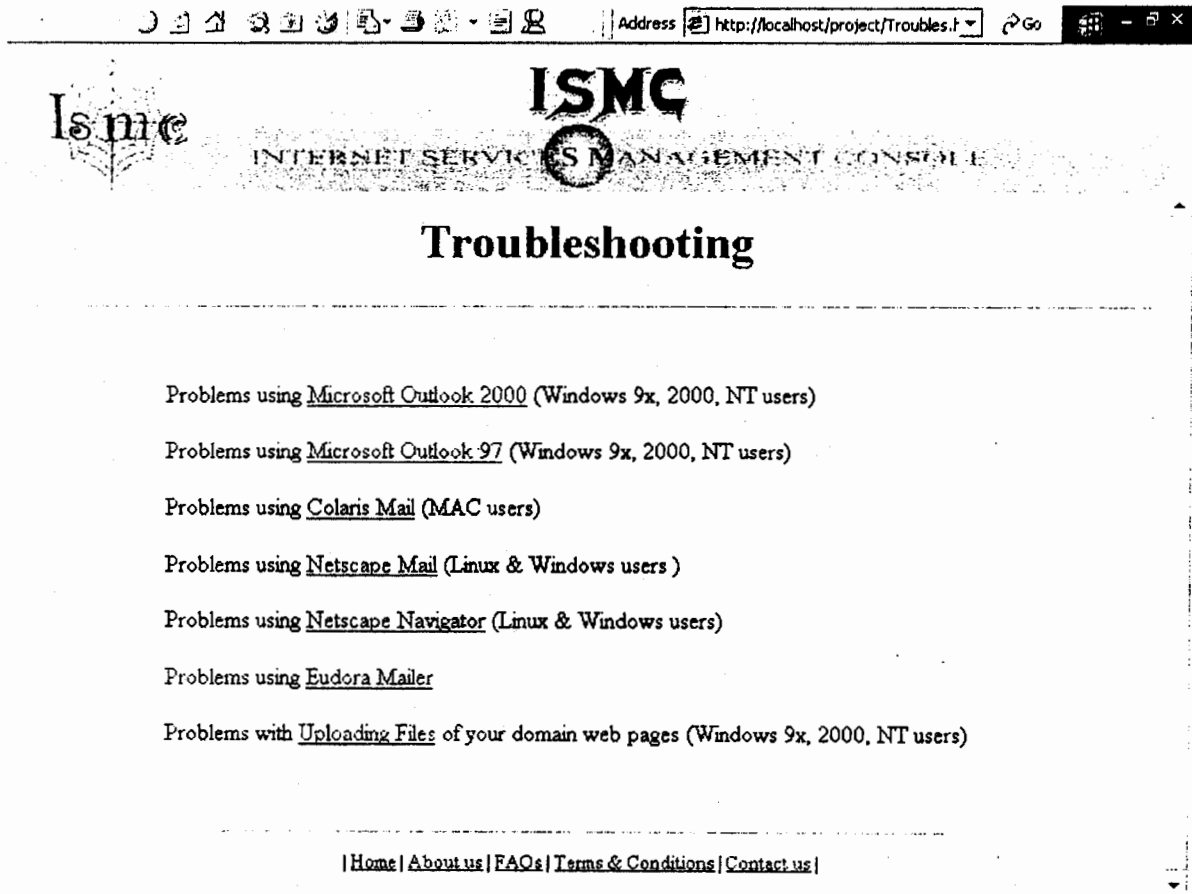 Address http://localhost/project/Troubles.h Go
Ismc
ISMC
INTERNET SERVICES MANAGEMENT CONSOLE
Troubleshooting
Problems using Microsoft Outlook 2000 (Windows 9x, 2000, NT users)
Problems using Microsoft Outlook 97 (Windows 9x, 2000, NT users)
Problems using Colaris Mail (MAC users)
Problems using Netscape Mail (Linux & Windows users )
Problems using Netscape Navigator (Linux & Windows users)
Problems using Eudora Mailer
Problems with Uploading Files of your domain web pages (Windows 9x, 2000, NT users)
| Home | About us | FAQs | Terms & Conditions | Contact us |